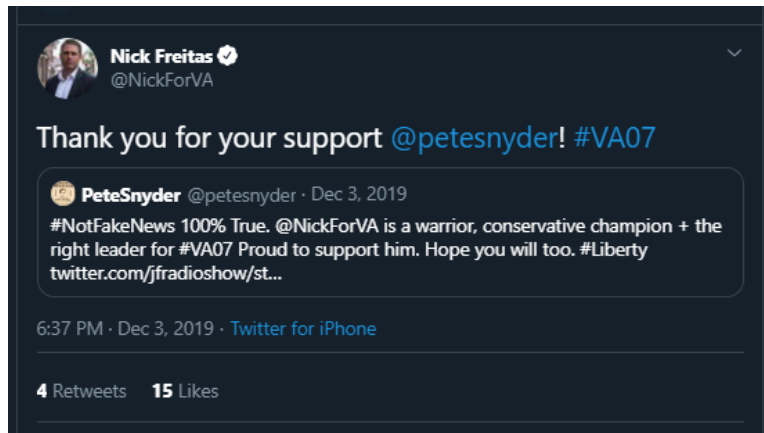 Nick Freitas
@NickForVA
Thank you for your support @petesnyder! #VA07
PeteSnyder @petesnyder · Dec 3, 2019
#NotFakeNews 100% True. @NickForVA is a warrior, conservative champion + the
right leader for #VA07 Proud to support him. Hope you will too. #Liberty
twitter.com/jfradioshow/st...
6:37 PM · Dec 3, 2019 · Twitter for iPhone
4 Retweets 15 Likes